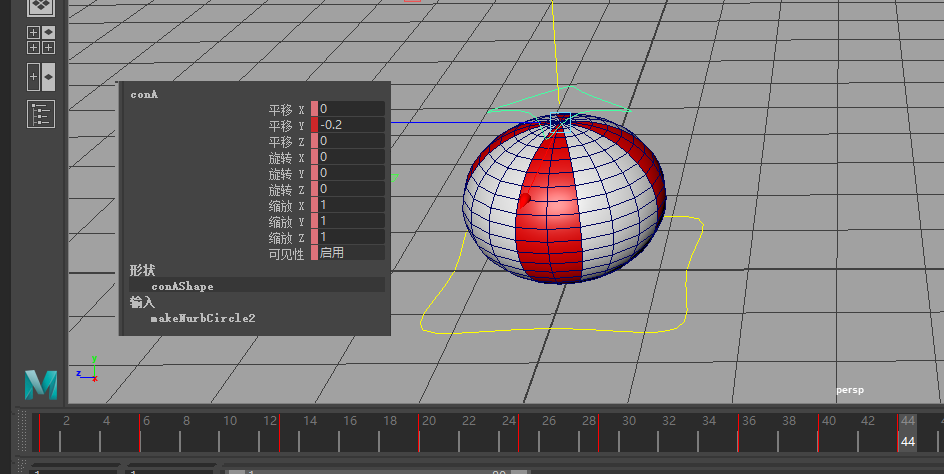 conA
平移 X 0
平移 Y -0.2
平移 Z 0
旋转 X 0
旋转 Y 0
旋转 Z 0
缩放 X 1
缩放 Y 1
缩放 Z 1
可见性 启用
形状
conAShape
输入
makeNurbCircle2
y
z
M
persp
2 4 6 8 10 12 14 16 18 20 22 24 26 28 30 32 34 36 38 40 42 44
44